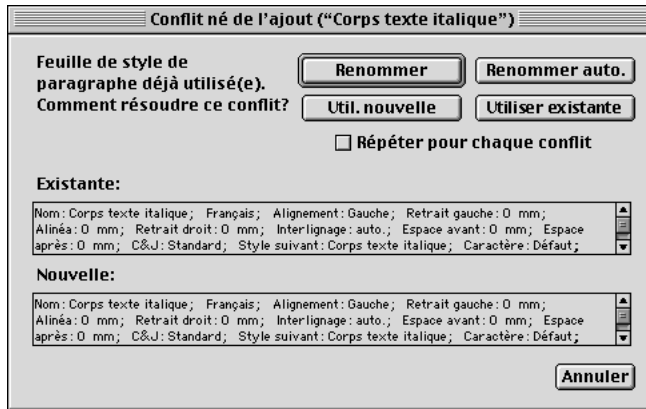 Conflit né de l'ajout (“Corps texte italique”)
Feuille de style de
paragraphe déjà utilisé(e).
Comment résoudre ce conflit?
Renommer
Renommer auto.
Util. nouvelle
Utiliser existante
Répéter pour chaque conflit
Existante:
Nom: Corps texte italique; Français; Alignement: Gauche; Retrait gauche: 0 mm;
Alinéa: 0 mm; Retrait droit: 0 mm; Interlignage: auto.; Espace avant: 0 mm; Espace
après: 0 mm; C&J: Standard; Style suivant: Corps texte italique; Caractère: Défaut;
Nouvelle:
Nom: Corps texte italique; Français; Alignement: Gauche; Retrait gauche: 0 mm;
Alinéa: 0 mm; Retrait droit: 0 mm; Interlignage: auto.; Espace avant: 0 mm; Espace
après: 0 mm; C&J: Standard; Style suivant: Corps texte italique; Caractère: Défaut;
Annuler